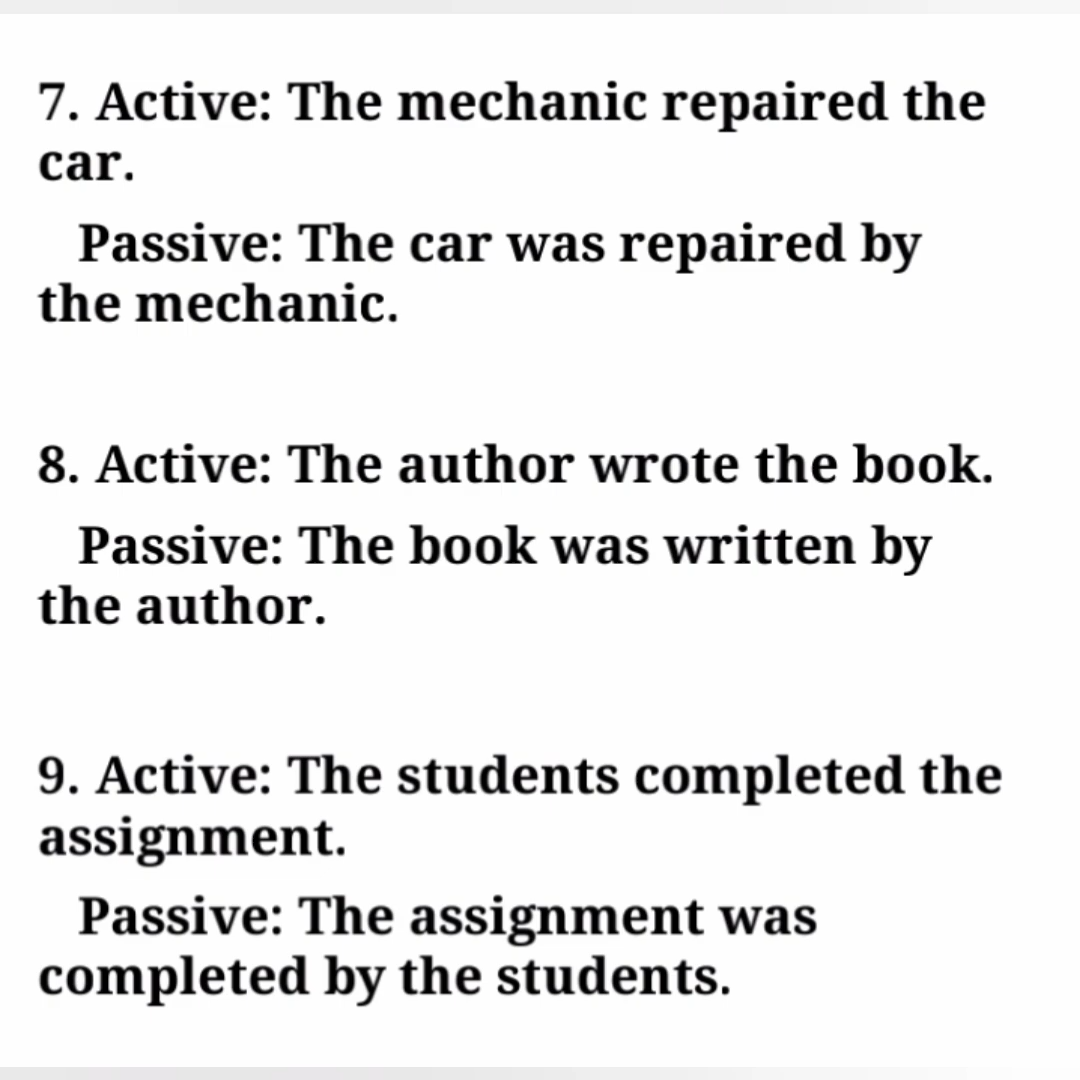 7. Active: The mechanic repaired the
car.
Passive: The car was repaired by
the mechanic.
8. Active: The author wrote the book.
Passive: The book was written by
the author.
9. Active: The students completed the
assignment.
Passive: The assignment was
completed by the students.